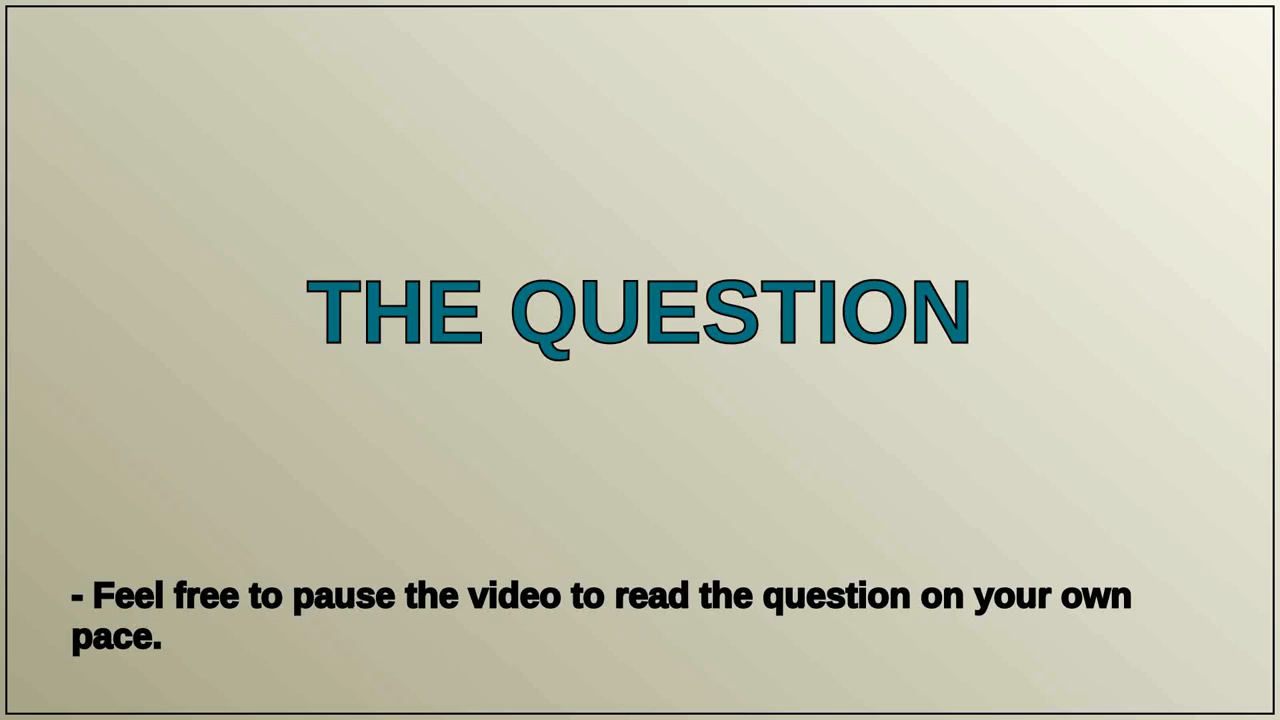 THE QUESTION
- Feel free to pause the video to read the question on your own
pace.